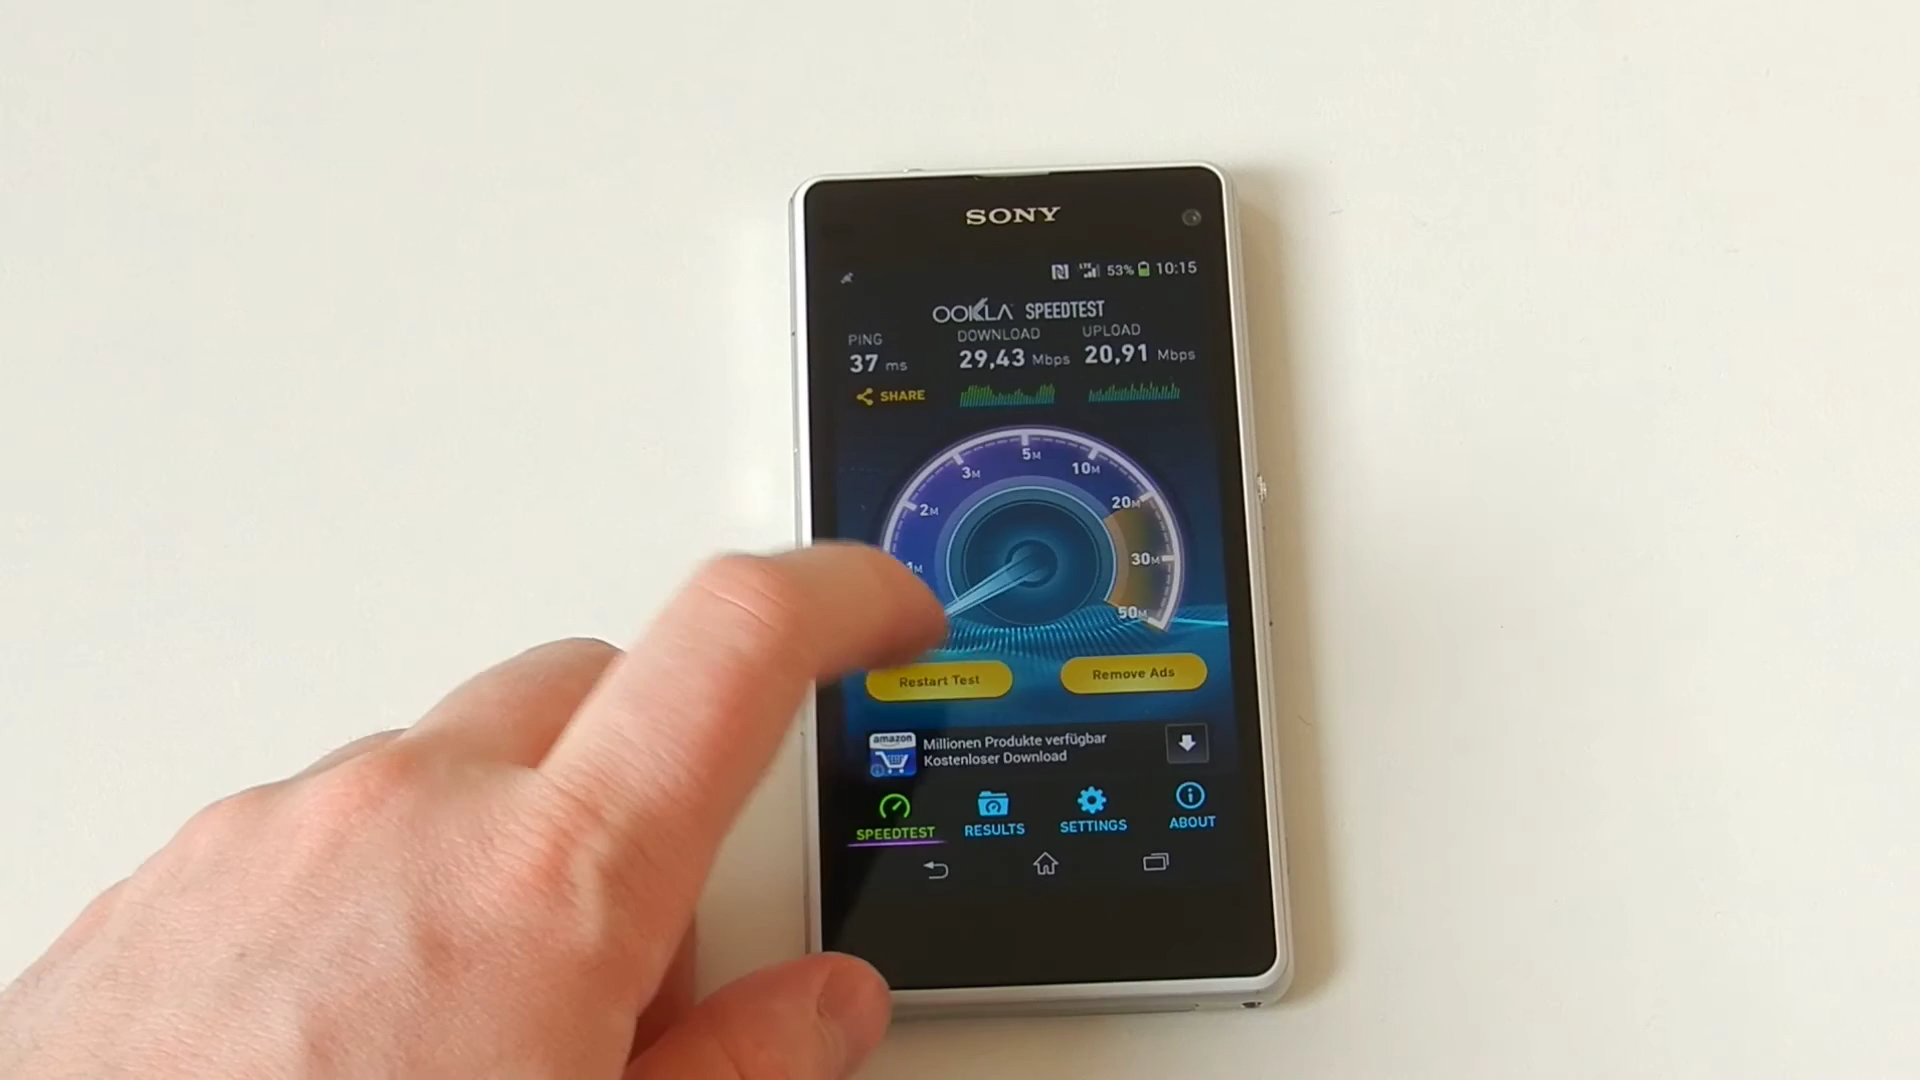 SONY
LTE 53% 10:15
OOKLA SPEEDTEST
PING DOWNLOAD UPLOAD
37 ms 29,43 Mbps 20,91 Mbps
SHARE
5M
3M 10M
2M 20M
1M 30M
50M
Restart Test Remove Ads
amazon
Millionen Produkte verfügbar
Kostenloser Download
SPEEDTEST RESULTS SETTINGS ABOUT